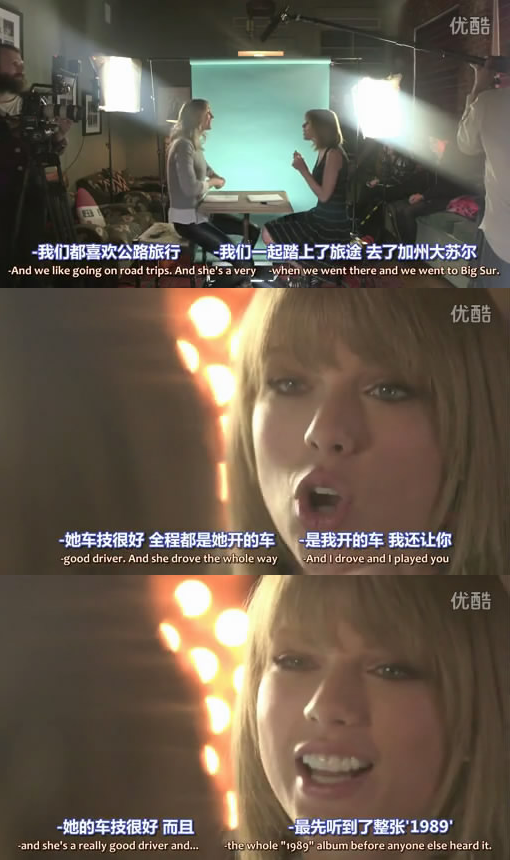 优酷
-我们都喜欢公路旅行 -我们一起踏上了旅途 去了加州大苏尔
-And we like going on road trips. And she's a very -when we went there and we went to Big Sur.
优酷
-她车技很好 全程都是她开的车 -是我开的车 我还让你
-good driver. And she drove the whole way -And I drove and I played you
优酷
-她的车技很好 而且 -最先听到了整张'1989'
-and she's a really good driver and... -the whole "1989" album before anyone else heard it.